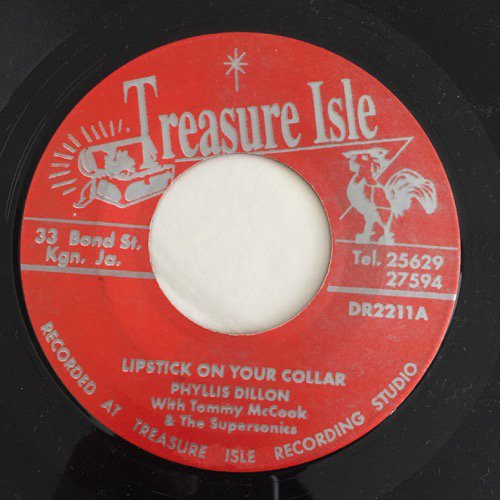 Treasure Isle
33 Bond St.
Kgn. Ja.
Tel. 25629
27594
DR2211A
LIPSTICK ON YOUR COLLAR
PHYLLIS DILLON
With Tommy McCook
& The Supersonics
RECORDED AT TREASURE ISLE RECORDING STUDIO